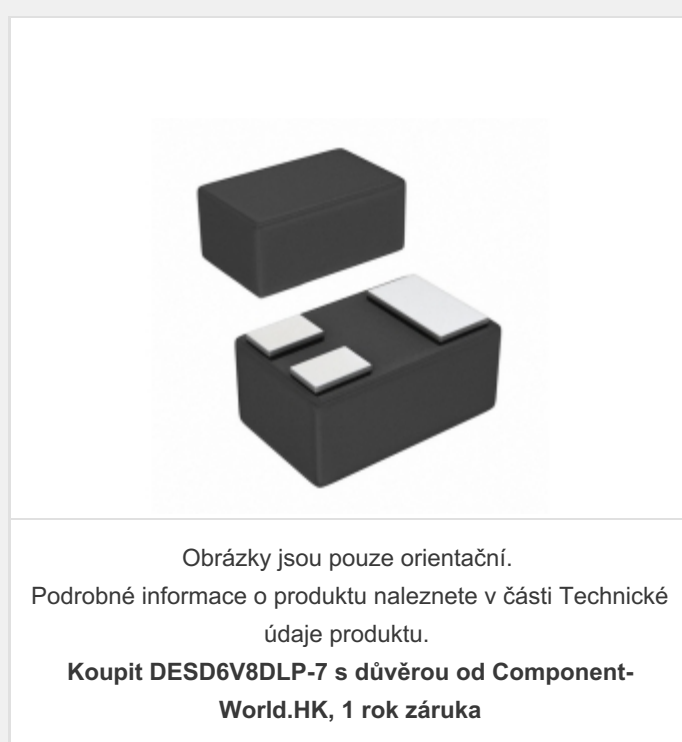 Obrázky jsou pouze orientační.
Podrobné informace o produktu naleznete v části Technické
údaje produktu.
Koupit DESD6V8DLP-7 s důvěrou od Component-
World.HK, 1 rok záruka